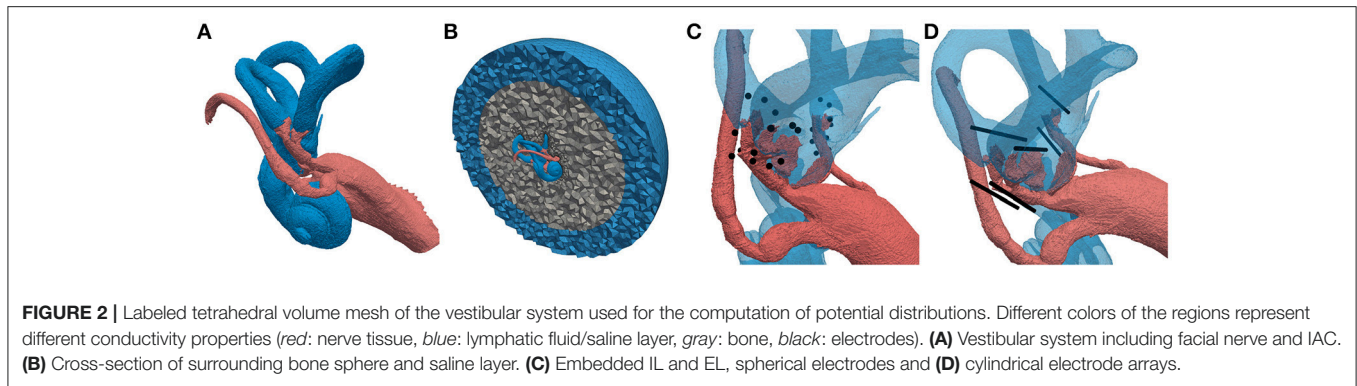 A
B
C
D
FIGURE 2 | Labeled tetrahedral volume mesh of the vestibular system used for the computation of potential distributions. Different colors of the regions represent
different conductivity properties (red: nerve tissue, blue: lymphatic fluid/saline layer, gray: bone, black: electrodes). (A) Vestibular system including facial nerve and IAC.
(B) Cross-section of surrounding bone sphere and saline layer. (C) Embedded IL and EL, spherical electrodes and (D) cylindrical electrode arrays.